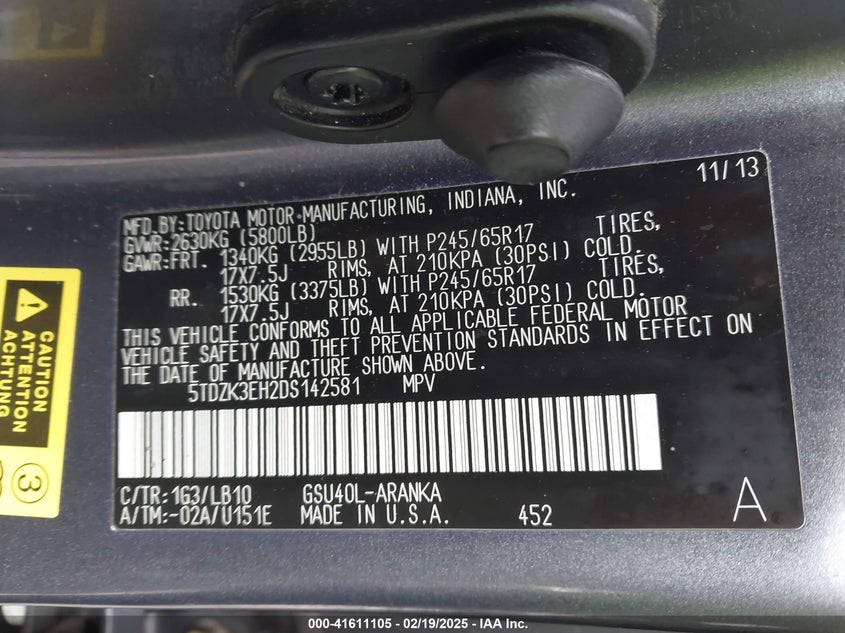 11/13
MFD.BY:TOYOTA MOTOR MANUFACTURING, INDIANA, INC.
GVWR:2630KG (5800LB)
GAWR:FRT. 1340KG (2955LB) WITH P245/65R17 TIRES,
17X7.5J RIMS, AT 210KPA (30PSI) COLD.
RR. 1530KG (3375LB) WITH P245/65R17 TIRES,
17X7.5J RIMS, AT 210KPA (30PSI) COLD.
THIS VEHICLE CONFORMS TO ALL APPLICABLE FEDERAL MOTOR
VEHICLE SAFETY AND THEFT PREVENTION STANDARDS IN EFFECT ON
THE DATE OF MANUFACTURE SHOWN ABOVE.
5TDZK3EH2DS142581 MPV
C/TR:1G3/LB10 GSU40L-ARANKA
A/TM:-02A/U151E MADE IN U.S.A. 452 A
CAUTION
ATTENTION
ACHTUNG
3
000-41611105 - 02/19/2025 - IAA Inc.